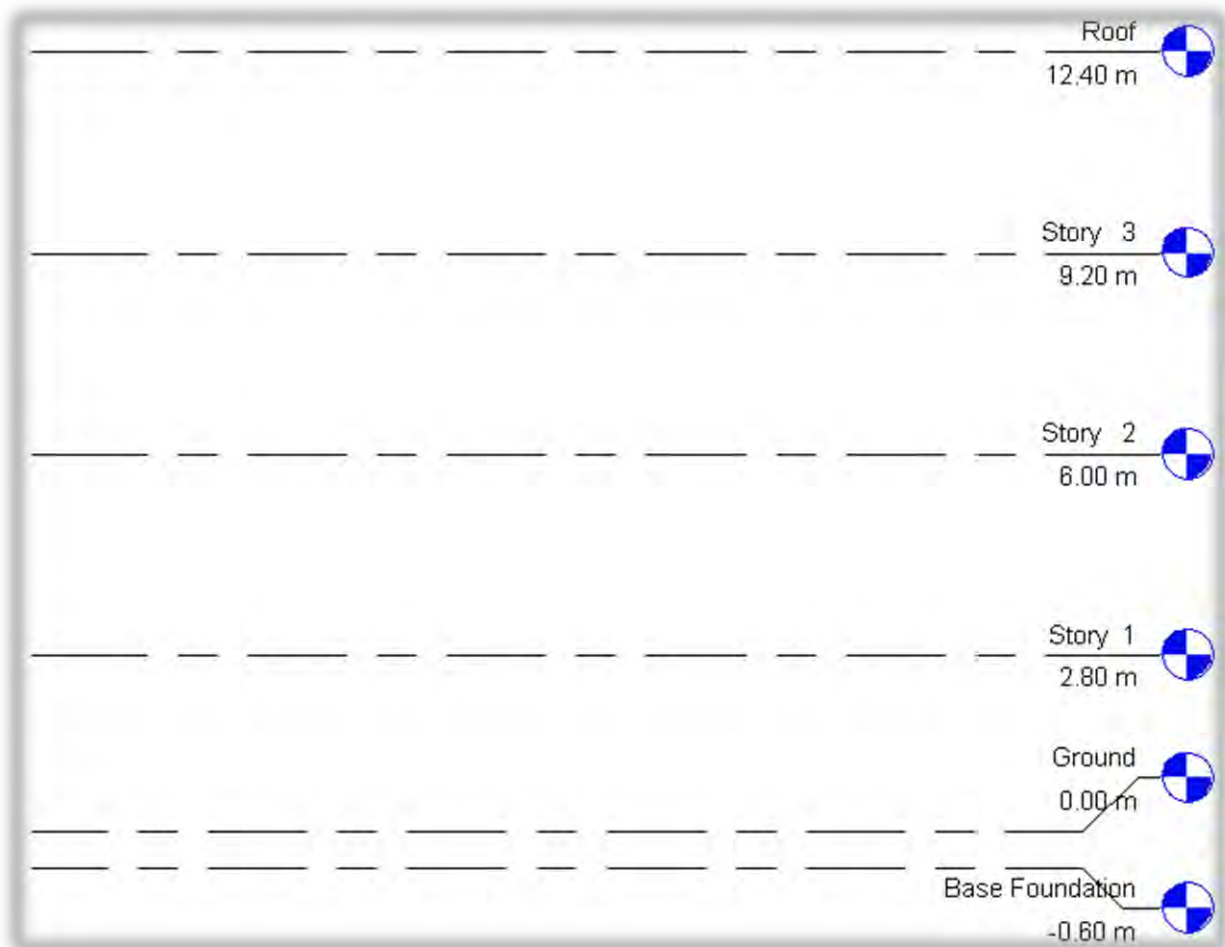 Roof
12.40 m
Story 3
9.20 m
Story 2
6.00 m
Story 1
2.80 m
Ground
0.00 m
Base Foundation
-0.60 m